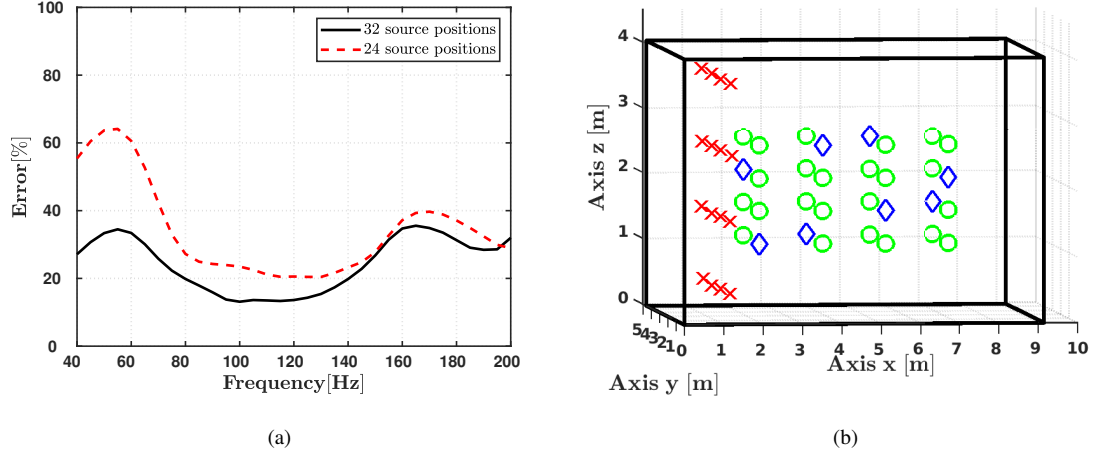 100
80
60
40
20
0
Error[%]
32 source positions
24 source positions
40 60 80 100 120 140 160 180 200
Frequency[Hz]
(a)
4
3
2
1
0
Axis z [m]
5 4 3 2 1 0 1 2 3 4 5 6 7 8 9 10
Axis x [m]
Axis y [m]
(b)